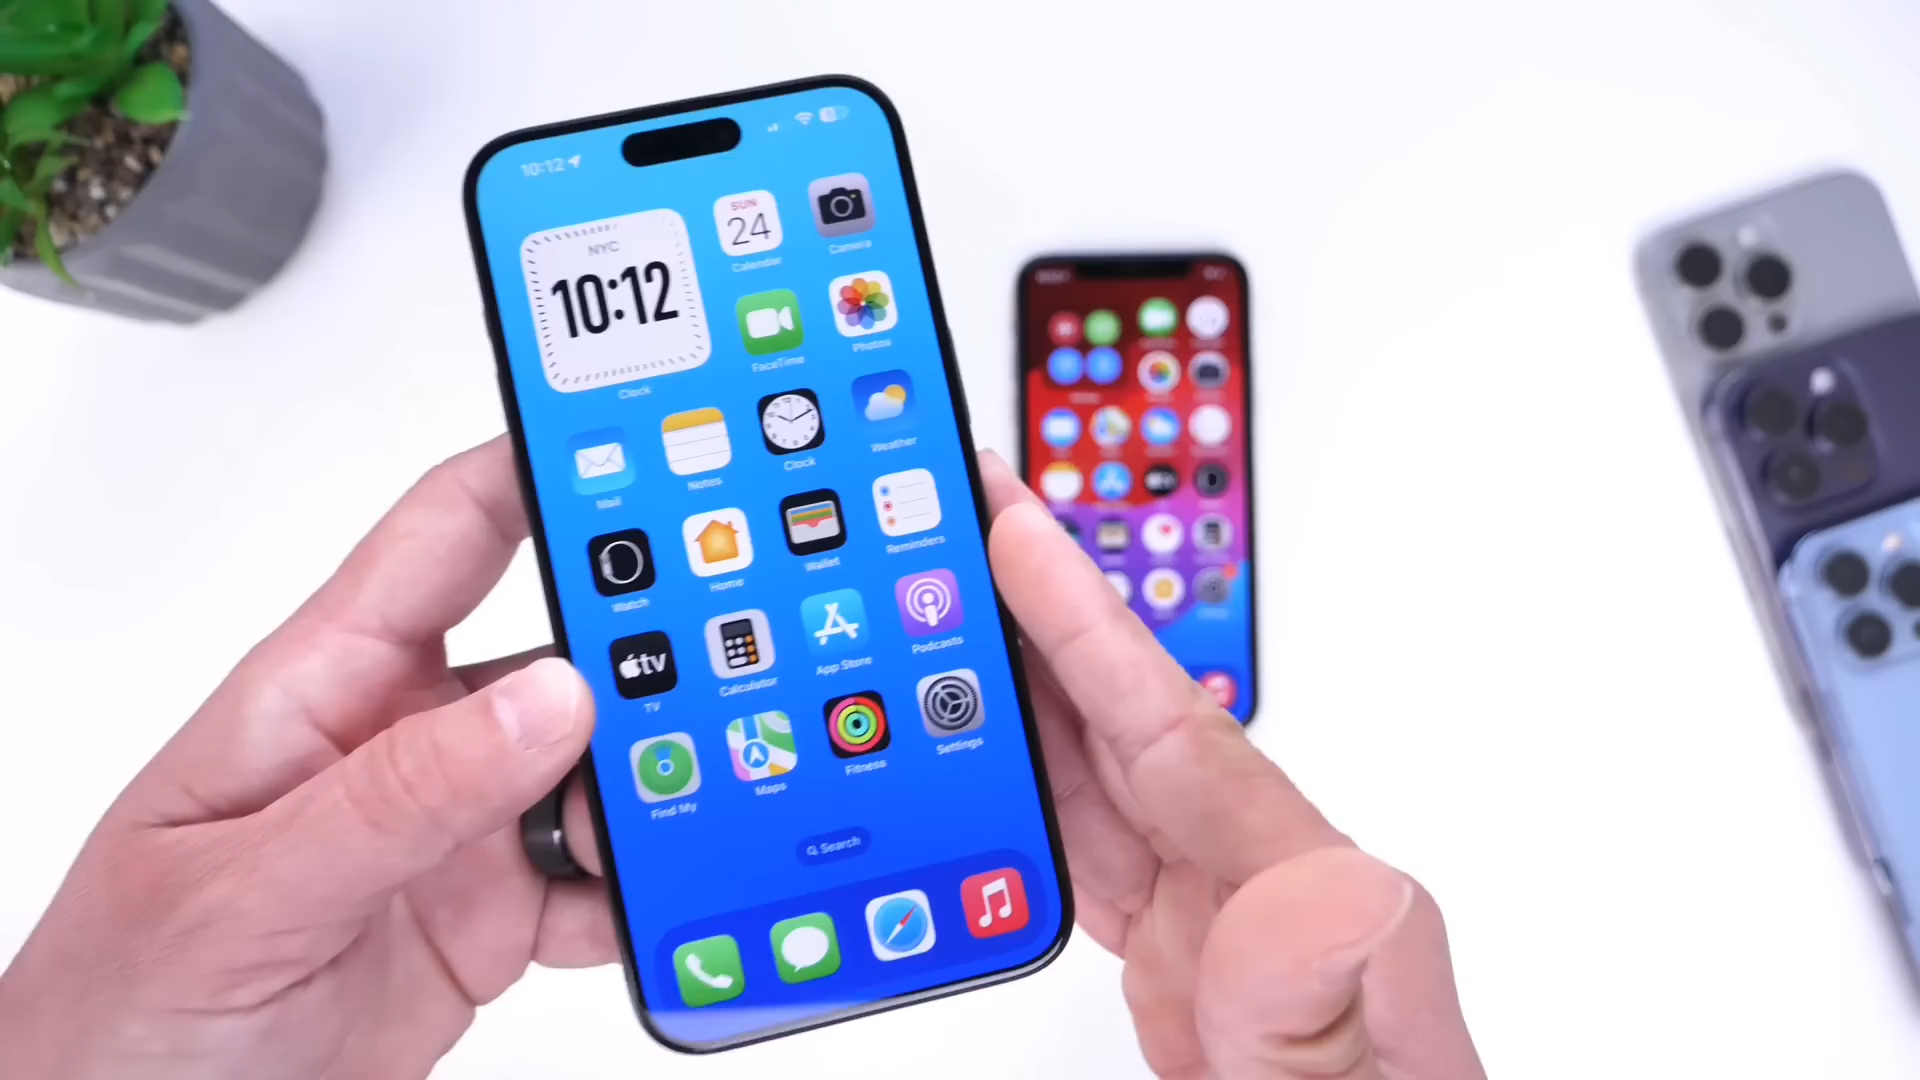 10:12
NYC
10:12
Clock
SUN
24
Calendar
Camera
FaceTime
Photos
Mail
Notes
Clock
Weather
Watch
Home
Wallet
Reminders
tv
TV
Calculator
App Store
Podcasts
Find My
Maps
Fitness
Settings
Search